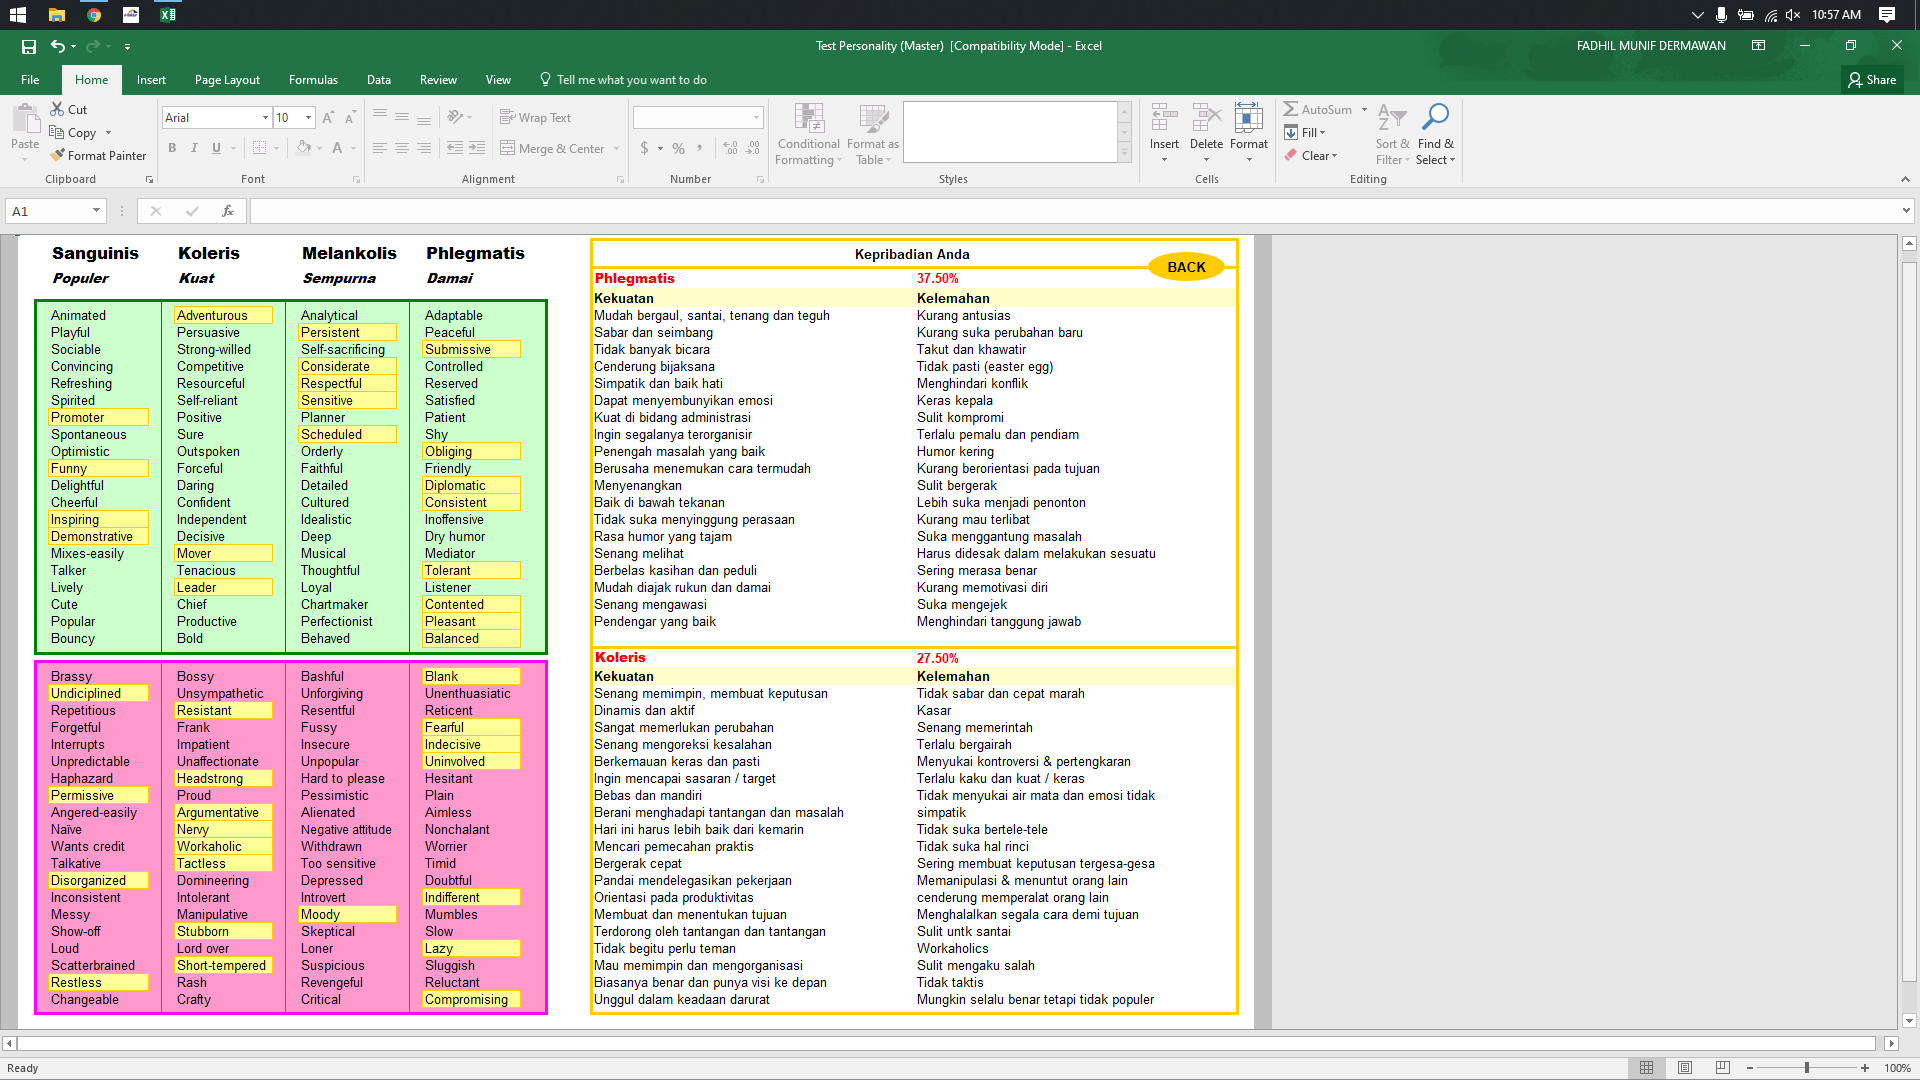 10:57 AM
Test Personality (Master) [Compatibility Mode] - Excel
FADHIL MUNIF DERMAWAN
File Home Insert Page Layout Formulas Data Review View Tell me what you want to do Share
Paste
Cut
Copy
Format Painter
Clipboard
Arial 10
B I U
Font
Wrap Text
Merge & Center
Alignment
$ % ,
Number
Conditional Formatting
Format as Table
Styles
Insert Delete Format
Cells
AutoSum
Fill
Clear
Sort & Filter
Find & Select
Editing
A1
fx
Sanguinis Koleris Melankolis Phlegmatis
Populer Kuat Sempurna Damai
Animated Adventurous Analytical Adaptable
Playful Persuasive Persistent Peaceful
Sociable Strong-willed Self-sacrificing Submissive
Convincing Competitive Considerate Controlled
Refreshing Resourceful Respectful Reserved
Spirited Self-reliant Sensitive Satisfied
Promoter Positive Planner Patient
Spontaneous Sure Scheduled Shy
Optimistic Outspoken Orderly Obliging
Funny Forceful Faithful Friendly
Delightful Daring Detailed Diplomatic
Cheerful Confident Cultured Consistent
Inspiring Independent Idealistic Inoffensive
Demonstrative Decisive Deep Dry humor
Mixes-easily Mover Musical Mediator
Talker Tenacious Thoughtful Tolerant
Lively Leader Loyal Listener
Cute Chief Chartmaker Contented
Popular Productive Perfectionist Pleasant
Bouncy Bold Behaved Balanced
Brassy Bossy Bashful Blank
Undiciplined Unsympathetic Unforgiving Unenthusiastic
Repetitious Resistant Resentful Reticent
Forgetful Frank Fussy Fearful
Interrupts Impatient Insecure Indecisive
Unpredictable Unaffectionate Unpopular Uninvolved
Haphazard Headstrong Hard to please Hesitant
Permissive Proud Pessimistic Plain
Angered-easily Argumentative Alienated Aimless
Naïve Nervy Negative attitude Nonchalant
Wants credit Workaholic Withdrawn Worrier
Talkative Tactless Too sensitive Timid
Disorganized Domineering Depressed Doubtful
Inconsistent Intolerant Introvert Indifferent
Messy Manipulative Moody Mumbles
Show-off Stubborn Skeptical Slow
Loud Lord over Loner Lazy
Scatterbrained Short-tempered Suspicious Sluggish
Restless Rash Revengeful Reluctant
Changeable Crafty Critical Compromising
Kepribadian Anda
BACK
Phlegmatis 37.50%
Kekuatan Kelemahan
Mudah bergaul, santai, tenang dan teguh Kurang antusias
Sabar dan seimbang Kurang suka perubahan baru
Tidak banyak bicara Takut dan khawatir
Cenderung bijaksana Tidak pasti (easter egg)
Simpatik dan baik hati Menghindari konflik
Dapat menyembunyikan emosi Keras kepala
Kuat di bidang administrasi Sulit kompromi
Ingin segalanya terorganisir Terlalu pemalu dan pendiam
Penengah masalah yang baik Humor kering
Berusaha menemukan cara termudah Kurang berorientasi pada tujuan
Menyenangkan Sulit bergerak
Baik di bawah tekanan Lebih suka menjadi penonton
Tidak suka menyinggung perasaan Kurang mau terlibat
Rasa humor yang tajam Suka menggantung masalah
Senang melihat Harus didesak dalam melakukan sesuatu
Berbelas kasihan dan peduli Sering merasa benar
Mudah diajak rukun dan damai Kurang memotivasi diri
Senang mengawasi Suka mengejek
Pendengar yang baik Menghindari tanggung jawab
Koleris 27.50%
Kekuatan Kelemahan
Senang memimpin, membuat keputusan Tidak sabar dan cepat marah
Dinamis dan aktif Kasar
Sangat memerlukan perubahan Senang memerintah
Senang mengoreksi kesalahan Terlalu bergairah
Berkemauan keras dan pasti Menyukai kontroversi & pertengkaran
Ingin mencapai sasaran / target Terlalu kaku dan kuat / keras
Bebas dan mandiri Tidak menyukai air mata dan emosi tidak
Berani menghadapi tantangan dan masalah simpatik
Hari ini harus lebih baik dari kemarin Tidak suka bertele-tele
Mencari pemecahan praktis Tidak suka hal rinci
Bergerak cepat Sering membuat keputusan tergesa-gesa
Pandai mendelegasikan pekerjaan Memanipulasi & menuntut orang lain
Orientasi pada produktivitas cenderung memperalat orang lain
Membuat dan menentukan tujuan Menghalalkan segala cara demi tujuan
Terdorong oleh tantangan dan tantangan Sulit untk santai
Tidak begitu perlu teman Workaholics
Mau memimpin dan mengorganisasi Sulit mengaku salah
Biasanya benar dan punya visi ke depan Tidak taktis
Unggul dalam keadaan darurat Mungkin selalu benar tetapi tidak populer
Ready
100%